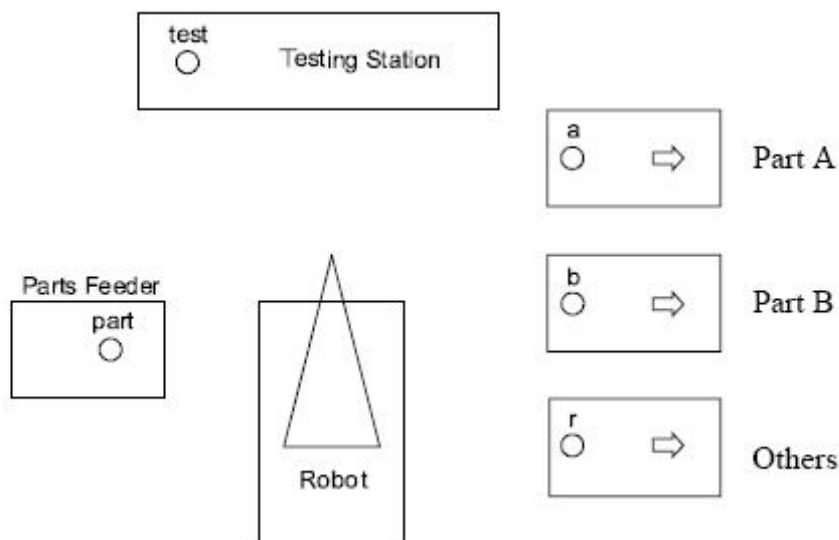 test
Testing Station
a
Part A
Parts Feeder
part
b
Part B
r
Others
Robot